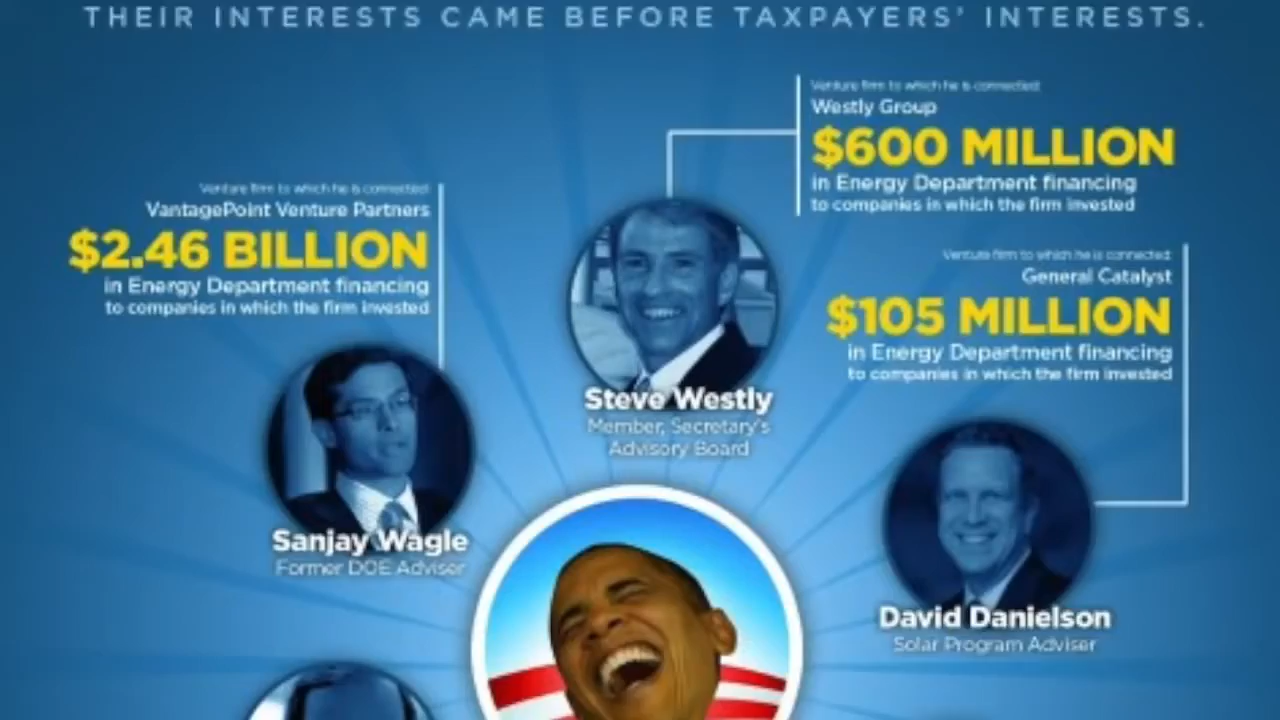 THEIR INTERESTS CAME BEFORE TAXPAYERS' INTERESTS.
Venture firm to which he is connected:
Westly Group
$600 MILLION
in Energy Department financing
to companies in which the firm invested
Venture firm to which he is connected:
VantagePoint Venture Partners
$2.46 BILLION
in Energy Department financing
to companies in which the firm invested
Venture firm to which he is connected:
General Catalyst
$105 MILLION
in Energy Department financing
to companies in which the firm invested
Steve Westly
Member, Secretary's
Advisory Board
Sanjay Wagle
Former DOE Adviser
David Danielson
Solar Program Adviser